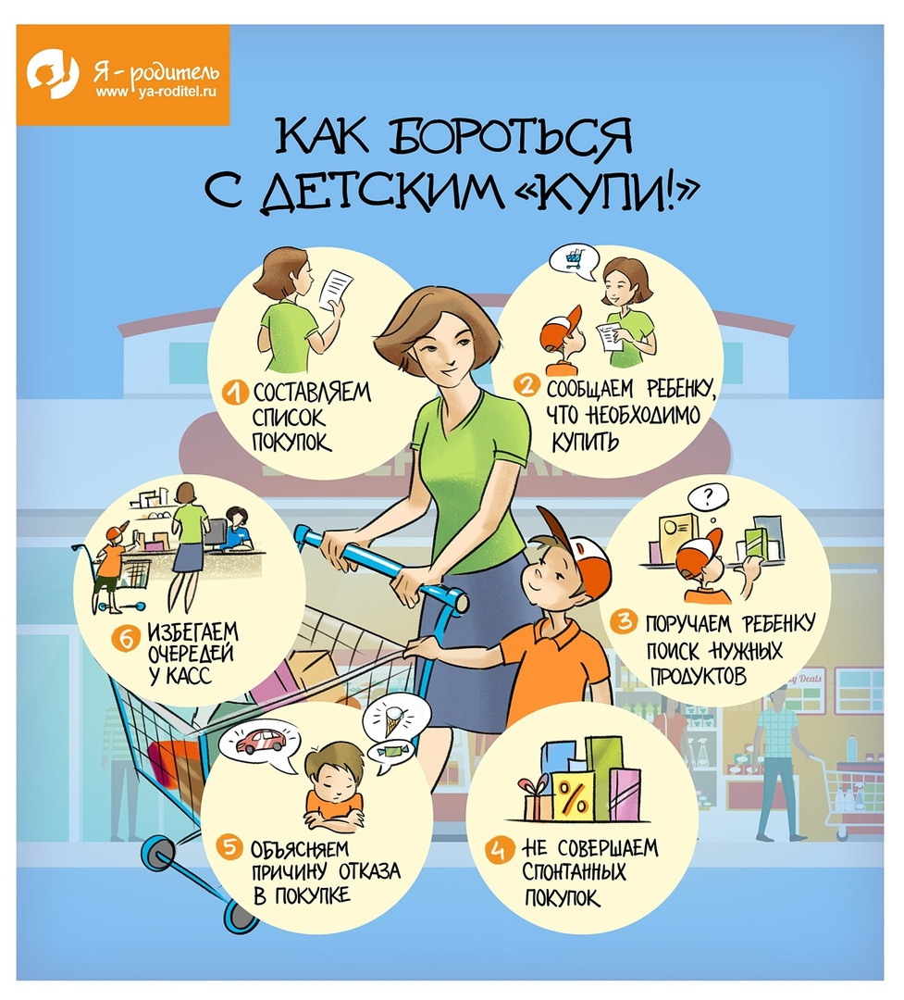 Я - родитель
www.ya-roditel.ru
КАК БОРОТЬСЯ
С ДЕТСКИМ «КУПИ!»
1 СОСТАВЛЯЕМ
СПИСОК
ПОКУПОК
2 СООБЩАЕМ РЕБЕНКУ,
ЧТО НЕОБХОДИМО
КУПИТЬ
?
3 ПОРУЧАЕМ РЕБЕНКУ
ПОИСК НУЖНЫХ
ПРОДУКТОВ
%
4 НЕ СОВЕРШАЕМ
СПОНТАННЫХ
ПОКУПОК
5 ОБЪЯСНЯЕМ
ПРИЧИНУ ОТКАЗА
В ПОКУПКЕ
6 ИЗБЕГАЕМ
ОЧЕРЕДЕЙ
У КАСС
Deals